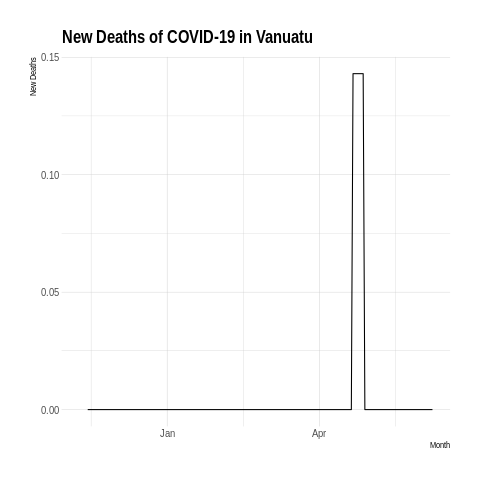 New Deaths of COVID-19 in Vanuatu
New Deaths
0.15
0.10
0.05
0.00
Jan
Apr
Month